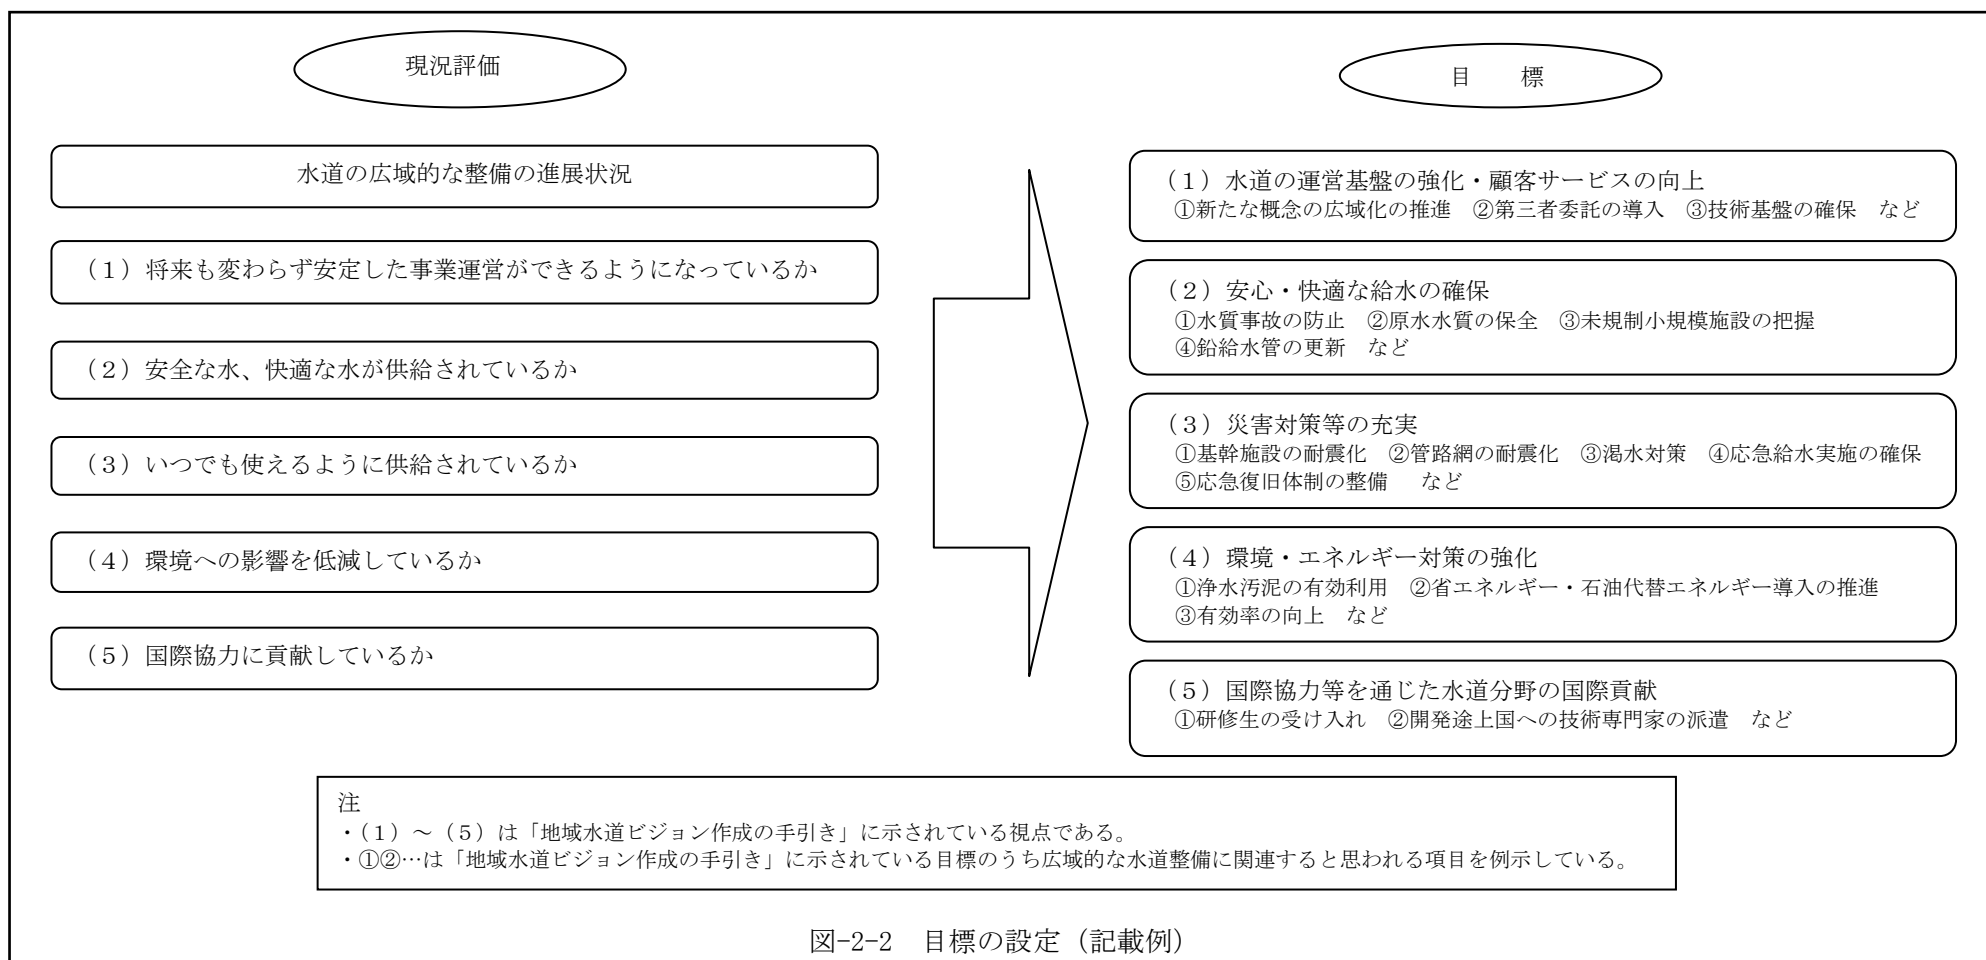 現況評価
水道の広域的な整備の進展状況
（１）将来も変わらず安定した事業運営ができるようになっているか
（２）安全な水、快適な水が供給されているか
（３）いつでも使えるように供給されているか
（４）環境への影響を低減しているか
（５）国際協力に貢献しているか
目　　標
（１）水道の運営基盤の強化・顧客サービスの向上
①新たな概念の広域化の推進　②第三者委託の導入　③技術基盤の確保　など
（２）安心・快適な給水の確保
①水質事故の防止　②原水水質の保全　③未規制小規模施設の把握
④鉛給水管の更新　など
（３）災害対策等の充実
①基幹施設の耐震化　②管路網の耐震化　③渇水対策　④応急給水実施の確保
⑤応急復旧体制の整備　 など
（４）環境・エネルギー対策の強化
①浄水汚泥の有効利用　②省エネルギー・石油代替エネルギー導入の推進
③有効率の向上　など
（５）国際協力等を通じた水道分野の国際貢献
①研修生の受け入れ　②開発途上国への技術専門家の派遣　など
注
・（１）～（５）は「地域水道ビジョン作成の手引き」に示されている視点である。
・①②…は「地域水道ビジョン作成の手引き」に示されている目標のうち広域的な水道整備に関連すると思われる項目を例示している。
図-2-2　目標の設定（記載例）